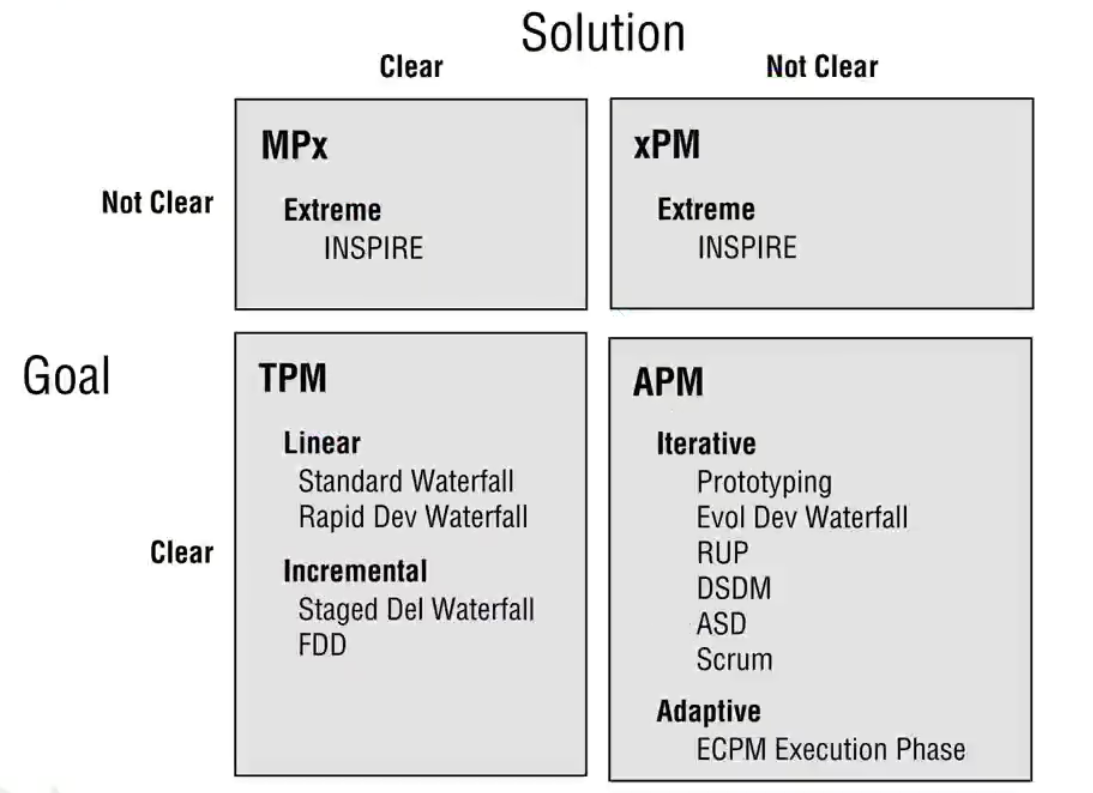 Solution
Clear
Not Clear
Not Clear
MPx
Extreme
INSPIRE
xPM
Extreme
INSPIRE
Goal
Clear
TPM
Linear
Standard Waterfall
Rapid Dev Waterfall
Incremental
Staged Del Waterfall
FDD
APM
Iterative
Prototyping
Evol Dev Waterfall
RUP
DSDM
ASD
Scrum
Adaptive
ECPM Execution Phase